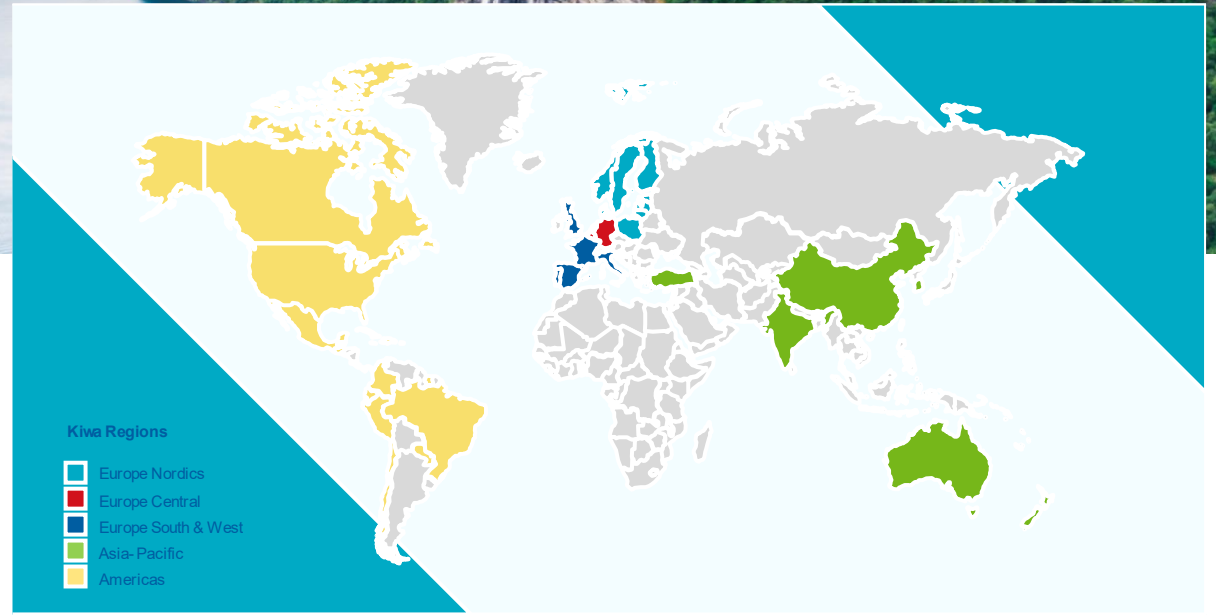 Kiwa Regions
Europe Nordics
Europe Central
Europe South & West
Asia-Pacific
Americas